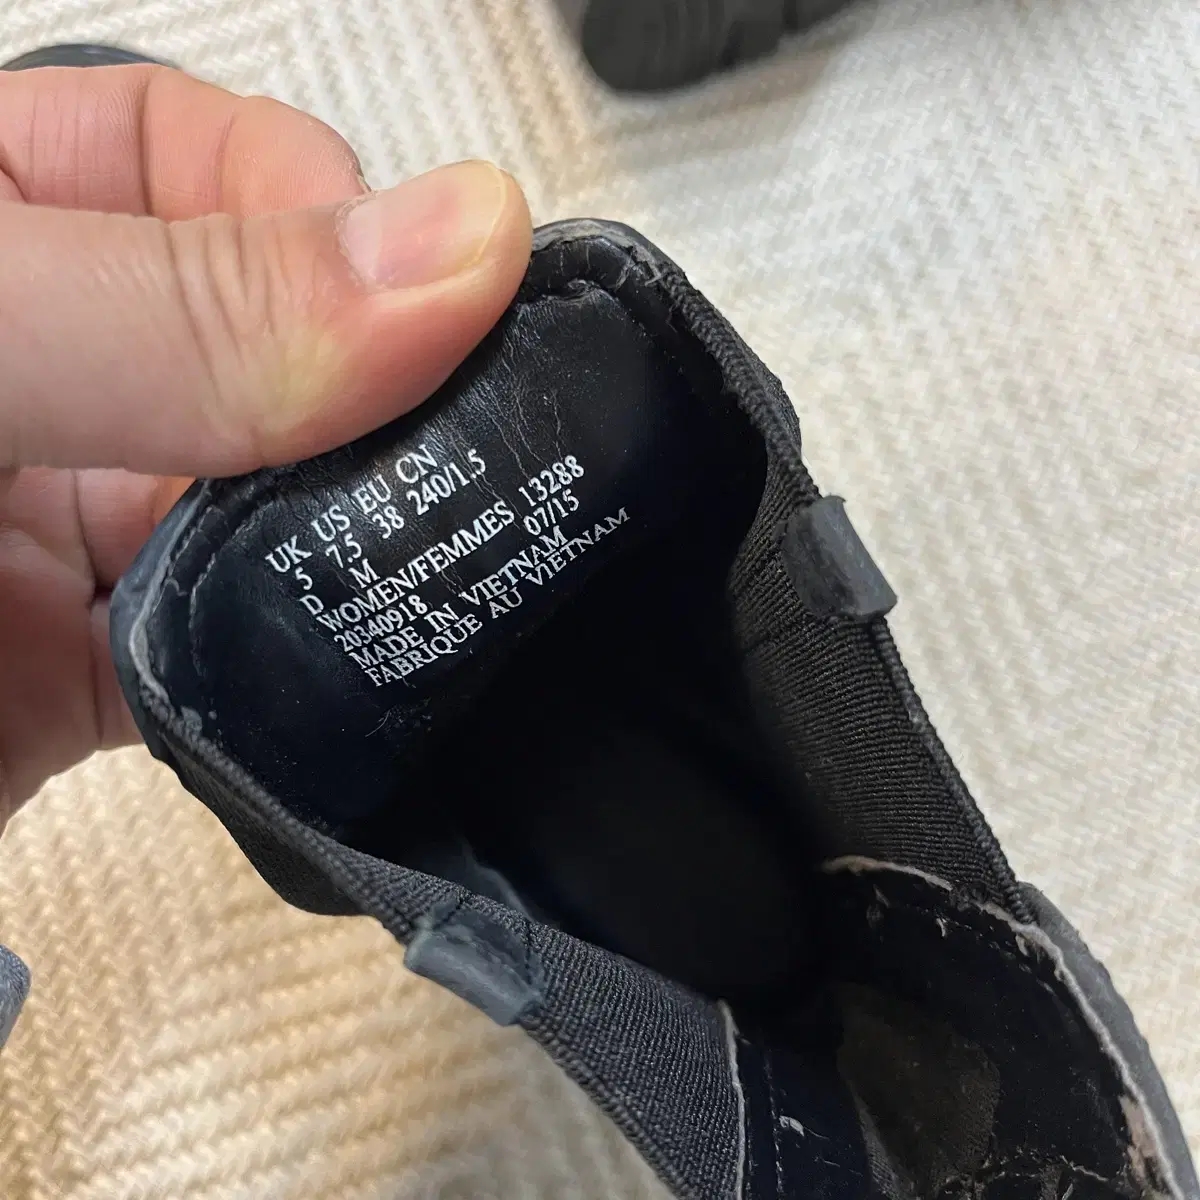 UK US EU CN
5 7.5 38 240/1.5
D M
WOMEN/FEMMES 13288
20340918 07/15
MADE IN VIETNAM
FABRIQUE AU VIETNAM